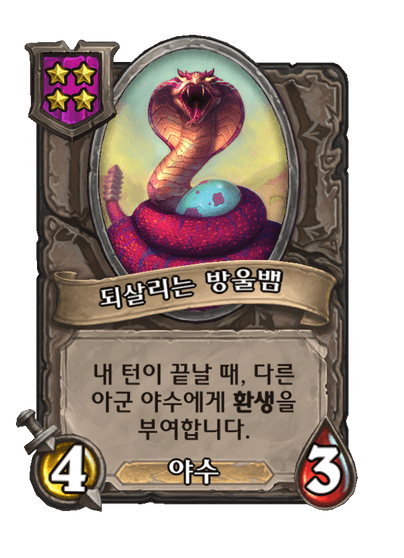 되살리는 방울뱀
내 턴이 끝날 때, 다른
아군 야수에게 환생을
부여합니다.
4
야수
3